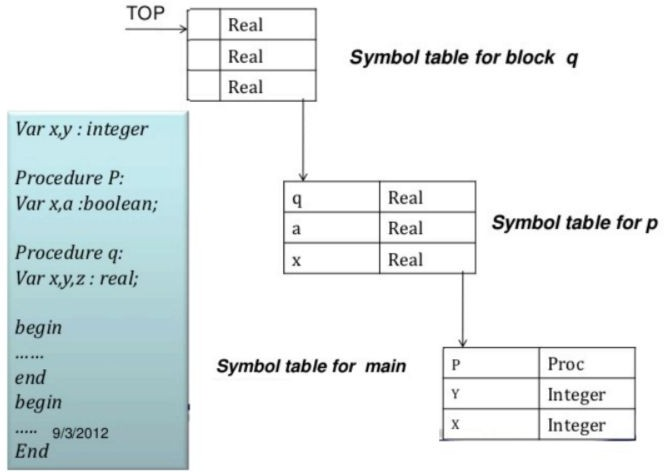 TOP
Real
Real
Real
Symbol table for block q
Var x,y : integer
Procedure P:
Var x,a :boolean;
Procedure q:
Var x,y,z : real;
begin
......
end
begin
..... 9/3/2012
End
q Real
a Real
x Real
Symbol table for p
Symbol table for main
P Proc
Y Integer
X Integer